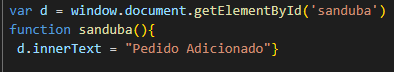 var d = window.document.getElementById('sanduba')
function sanduba(){
d.innerText = "Pedido Adicionado"}